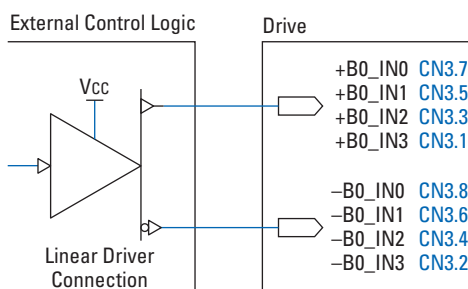 External Control Logic
Drive
Vcc
+B0_IN0 CN3.7
+B0_IN1 CN3.5
+B0_IN2 CN3.3
+B0_IN3 CN3.1
–B0_IN0 CN3.8
–B0_IN1 CN3.6
–B0_IN2 CN3.4
–B0_IN3 CN3.2
Linear Driver
Connection